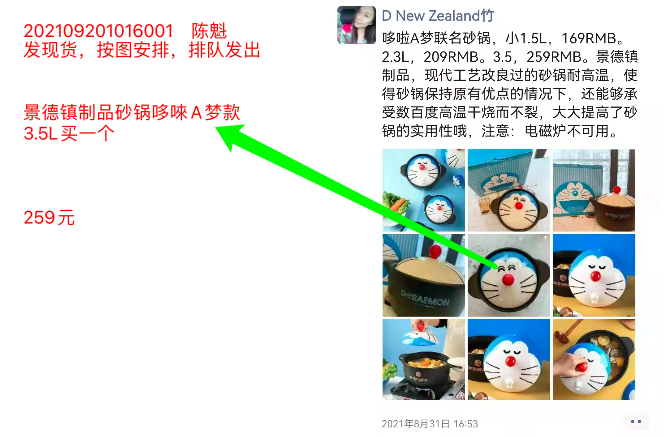 202109201016001 陈魁
发现货，按图安排，排队发出
景德镇制品砂锅哆唻A梦款
3.5L买一个
259元
D New Zealand竹
哆啦A梦联名砂锅，小1.5L，169RMB。
2.3L，209RMB。3.5，259RMB。景德镇
制品，现代工艺改良过的砂锅耐高温，使
得砂锅保持原有优点的情况下，还能够承
受数百度高温干烧而不裂，大大提高了砂
锅的实用性哦，注意：电磁炉不可用。
DORAEMON
2021年8月31日 16:53